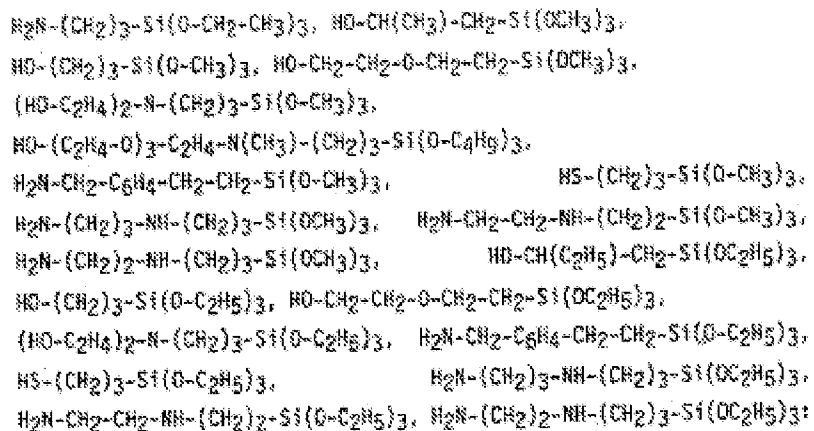 H2N-(CH2)3-Si(O-CH2-CH3)3, HO-CH(CH3)-CH2-Si(OCH3)3,
HO-(CH2)3-Si(O-CH3)3, HO-CH2-CH2-O-CH2-CH2-Si(OCH3)3,
(HO-C2H4)2-N-(CH2)3-Si(O-CH3)3,
HO-(C2H4-O)3-C2H4-N(CH3)-(CH2)3-Si(O-C4H9)3,
H2N-CH2-C6H4-CH2-CH2-Si(O-CH3)3, HS-(CH2)3-Si(O-CH3)3,
H2N-(CH2)3-NH-(CH2)3-Si(OCH3)3, H2N-CH2-CH2-NH-(CH2)2-Si(O-CH3)3,
H2N-(CH2)2-NH-(CH2)3-Si(OCH3)3, HO-CH(C2H5)-CH2-Si(OC2H5)3,
HO-(CH2)3-Si(O-C2H5)3, HO-CH2-CH2-O-CH2-CH2-Si(OC2H5)3,
(HO-C2H4)2-N-(CH2)3-Si(O-C2H5)3, H2N-CH2-C6H4-CH2-CH2-Si(O-C2H5)3,
HS-(CH2)3-Si(O-C2H5)3, H2N-(CH2)3-NH-(CH2)3-Si(OC2H5)3,
H2N-CH2-CH2-NH-(CH2)2-Si(O-C2H5)3, H2N-(CH2)2-NH-(CH2)3-Si(OC2H5)3: